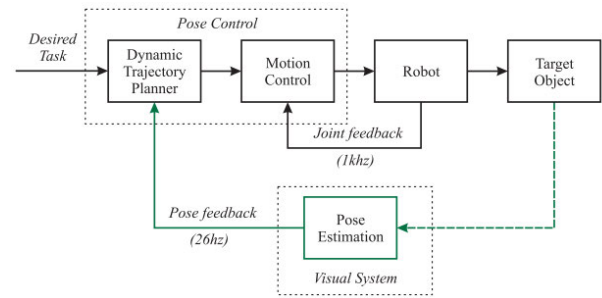 Pose Control
Desired
Task
Dynamic
Trajectory
Planner
Motion
Control
Robot
Target
Object
Joint feedback
(1khz)
Pose feedback
(26hz)
Pose
Estimation
Visual System